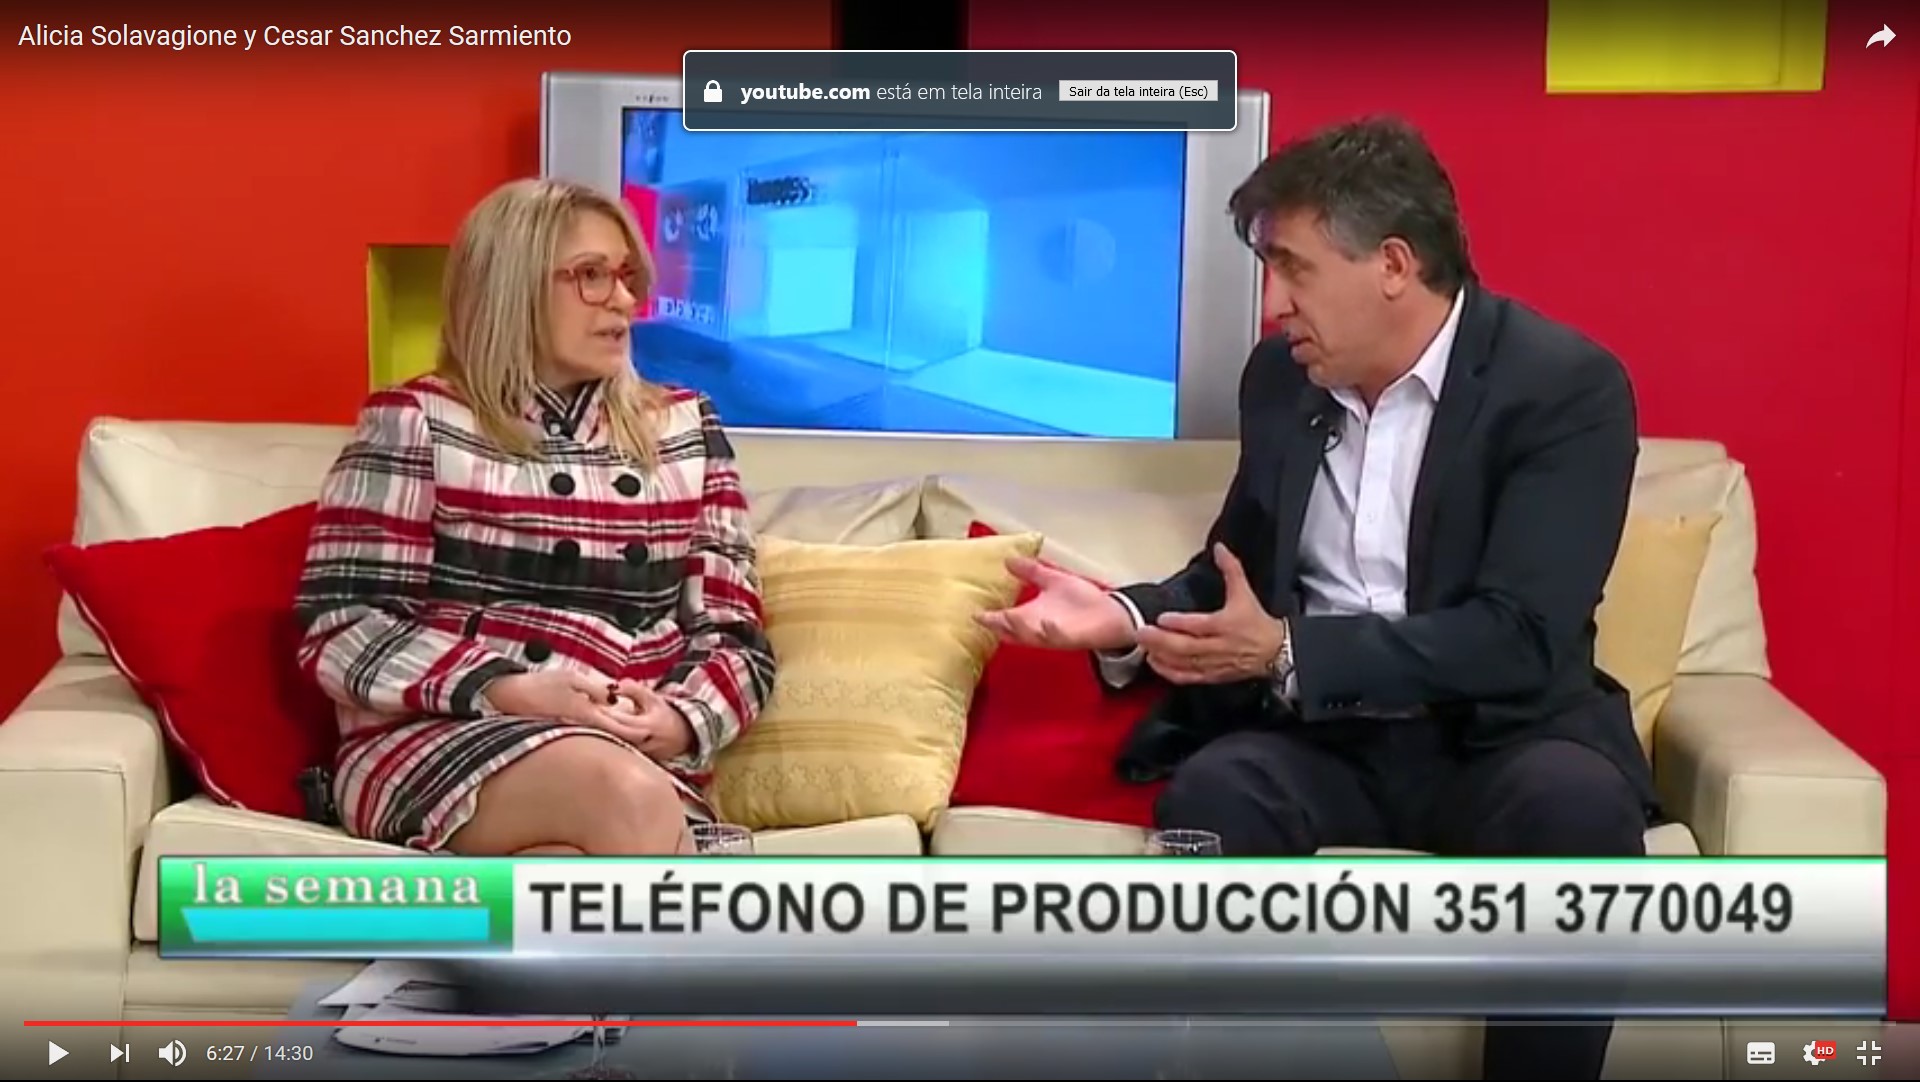 Alicia Solavagione y Cesar Sanchez Sarmiento
youtube.com está em tela inteira Sair da tela inteira (Esc)
la semana
TELÉFONO DE PRODUCCIÓN 351 3770049
6:27 / 14:30
HD